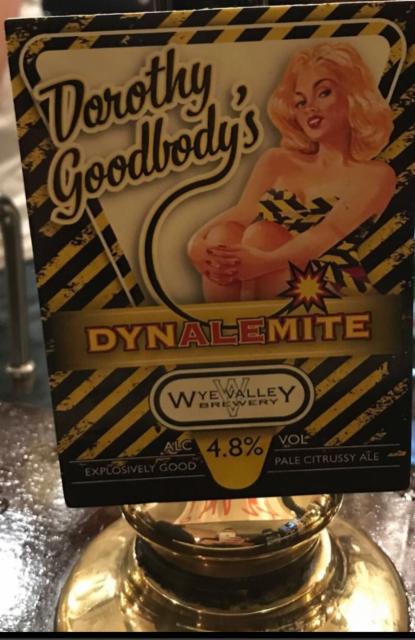 Dorothy
Goodbody's
DYNALEMITE
WYE VALLEY
BREWERY
ALC 4.8% VOL
EXPLOSIVELY GOOD PALE CITRUSSY ALE